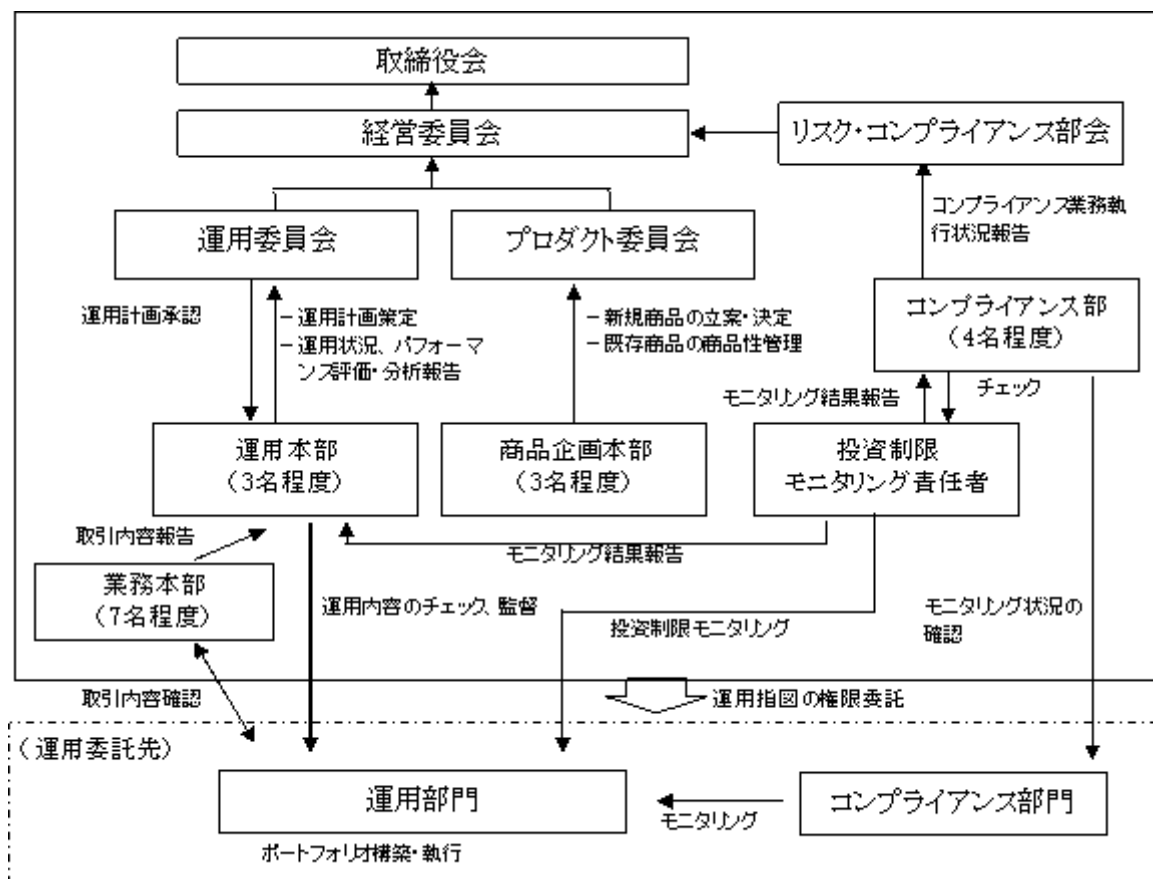 取締役会
経営委員会
リスク・コンプライアンス部会
コンプライアンス業務執
行状況報告
運用委員会
プロダクト委員会
運用計画承認
− 運用計画策定
− 運用状況、パフォーマ
ンス評価・分析報告
− 新規商品の立案・決定
− 既存商品の商品性管理
コンプライアンス部
(4名程度)
モニタリング結果報告
チェック
運用本部
(3名程度)
商品企画本部
(3名程度)
投資制限
モニタリング責任者
取引内容報告
モニタリング結果報告
業務本部
(7名程度)
運用内容のチェック、監督
投資制限モニタリング
モニタリング状況の
確認
取引内容確認
運用指図の権限委託
(運用委託先)
運用部門
コンプライアンス部門
モニタリング
ポートフォリオ構築・執行